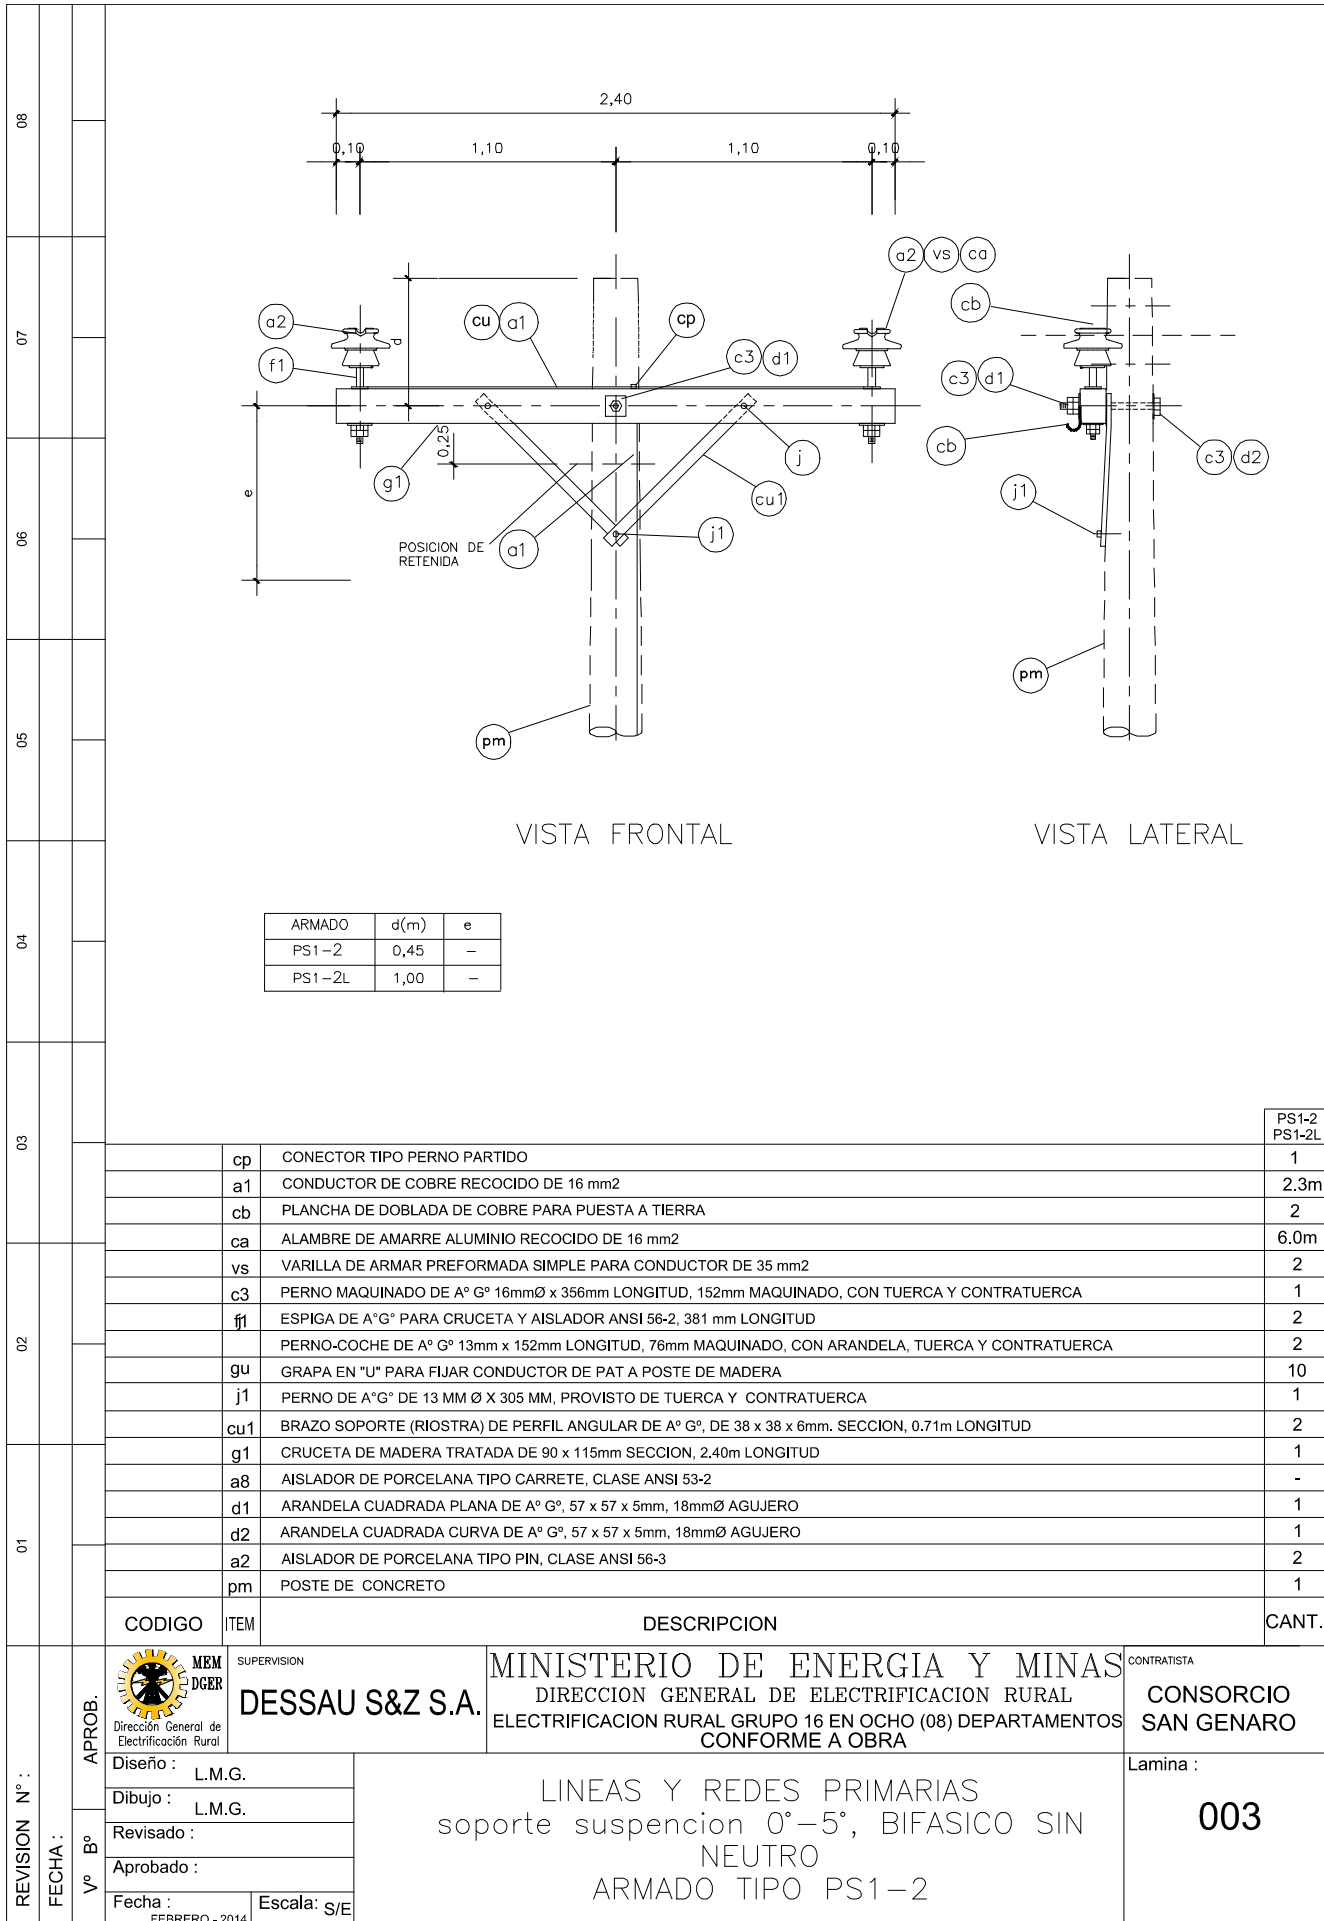 2,40
0,10 1,10 1,10 0,10
a2 vs ca
cb
a2
cu a1
cp
d
f1
c3 d1
c3 d1
0,25
cb
j
c3 d2
g1
e
cu1
j1
j1
POSICION DE
RETENIDA
a1
pm
pm
VISTA FRONTAL
VISTA LATERAL
ARMADO d(m) e
PS1-2 0,45 -
PS1-2L 1,00 -
PS1-2
PS1-2L
cp CONECTOR TIPO PERNO PARTIDO 1
a1 CONDUCTOR DE COBRE RECOCIDO DE 16 mm2 2.3m
cb PLANCHA DE DOBLADA DE COBRE PARA PUESTA A TIERRA 2
ca ALAMBRE DE AMARRE ALUMINIO RECOCIDO DE 16 mm2 6.0m
vs VARILLA DE ARMAR PREFORMADA SIMPLE PARA CONDUCTOR DE 35 mm2 2
c3 PERNO MAQUINADO DE Aº Gº 16mmØ x 356mm LONGITUD, 152mm MAQUINADO, CON TUERCA Y CONTRATUERCA 1
f1 ESPIGA DE A°G° PARA CRUCETA Y AISLADOR ANSI 56-2, 381 mm LONGITUD 2
j PERNO-COCHE DE Aº Gº 13mm x 152mm LONGITUD, 76mm MAQUINADO, CON ARANDELA, TUERCA Y CONTRATUERCA 2
gu GRAPA EN "U" PARA FIJAR CONDUCTOR DE PAT A POSTE DE MADERA 10
j1 PERNO DE A°G° DE 13 MM Ø X 305 MM, PROVISTO DE TUERCA Y CONTRATUERCA 1
cu1 BRAZO SOPORTE (RIOSTRA) DE PERFIL ANGULAR DE Aº Gº, DE 38 x 38 x 6mm. SECCION, 0.71m LONGITUD 2
g1 CRUCETA DE MADERA TRATADA DE 90 x 115mm SECCION, 2.40m LONGITUD 1
a8 AISLADOR DE PORCELANA TIPO CARRETE, CLASE ANSI 53-2 -
d1 ARANDELA CUADRADA PLANA DE Aº Gº, 57 x 57 x 5mm, 18mmØ AGUJERO 1
d2 ARANDELA CUADRADA CURVA DE Aº Gº, 57 x 57 x 5mm, 18mmØ AGUJERO 1
a2 AISLADOR DE PORCELANA TIPO PIN, CLASE ANSI 56-3 2
pm POSTE DE CONCRETO 1
CODIGO ITEM DESCRIPCION CANT.
MEM
DGER
Dirección General de
Electrificación Rural
SUPERVISION
DESSAU S&Z S.A.
MINISTERIO DE ENERGIA Y MINAS
DIRECCION GENERAL DE ELECTRIFICACION RURAL
ELECTRIFICACION RURAL GRUPO 16 EN OCHO (08) DEPARTAMENTOS
CONFORME A OBRA
CONTRATISTA
CONSORCIO
SAN GENARO
Diseño : L.M.G.
Dibujo : L.M.G.
Revisado :
Aprobado :
Fecha : FEBRERO - 2014
Escala: S/E
LINEAS Y REDES PRIMARIAS
soporte suspencion 0°-5°, BIFASICO SIN
NEUTRO
ARMADO TIPO PS1-2
Lamina :
003
08
07
06
05
04
03
02
01
REVISION N° :
FECHA :
Vº Bº APROB.